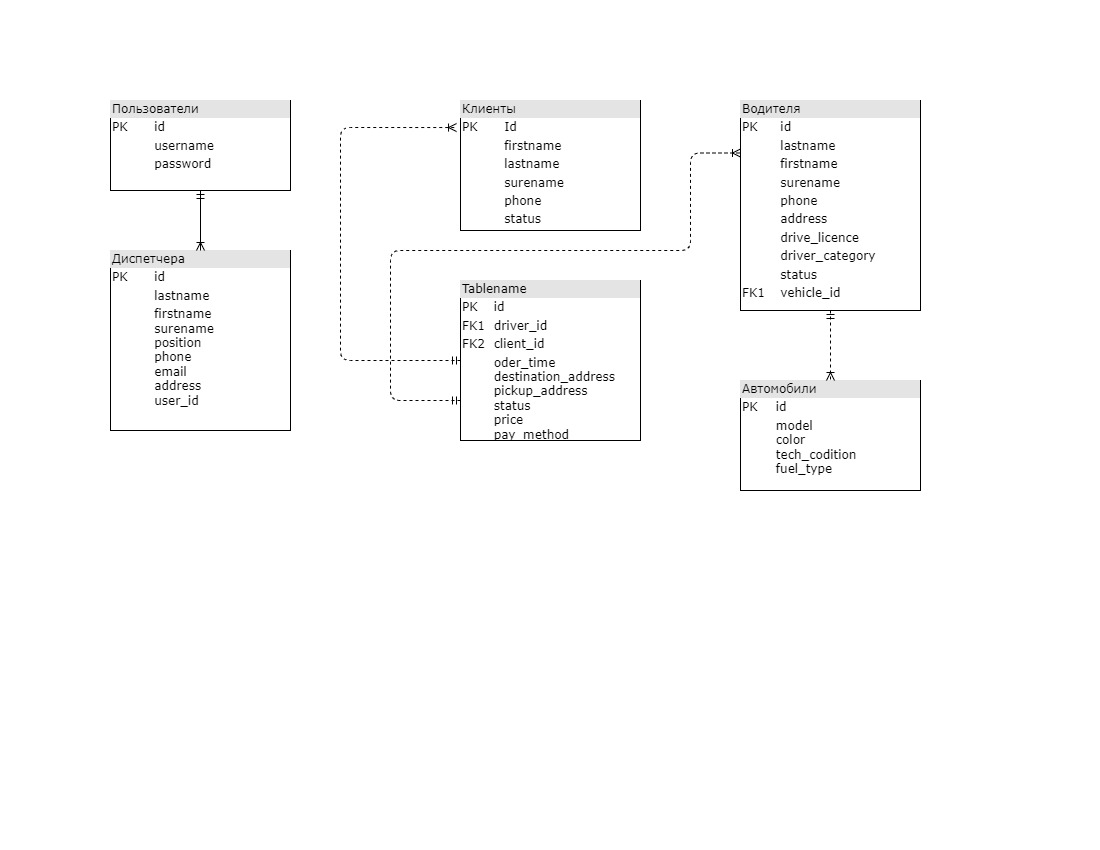 Пользователи
PK id
username
password
Диспетчера
PK id
lastname
firstname
surename
position
phone
email
address
user_id
Клиенты
PK Id
firstname
lastname
surename
phone
status
Tablename
PK id
FK1 driver_id
FK2 client_id
oder_time
destination_address
pickup_address
status
price
pay_method
Водителя
PK id
lastname
firstname
surename
phone
address
drive_licence
driver_category
status
FK1 vehicle_id
Автомобили
PK id
model
color
tech_codition
fuel_type